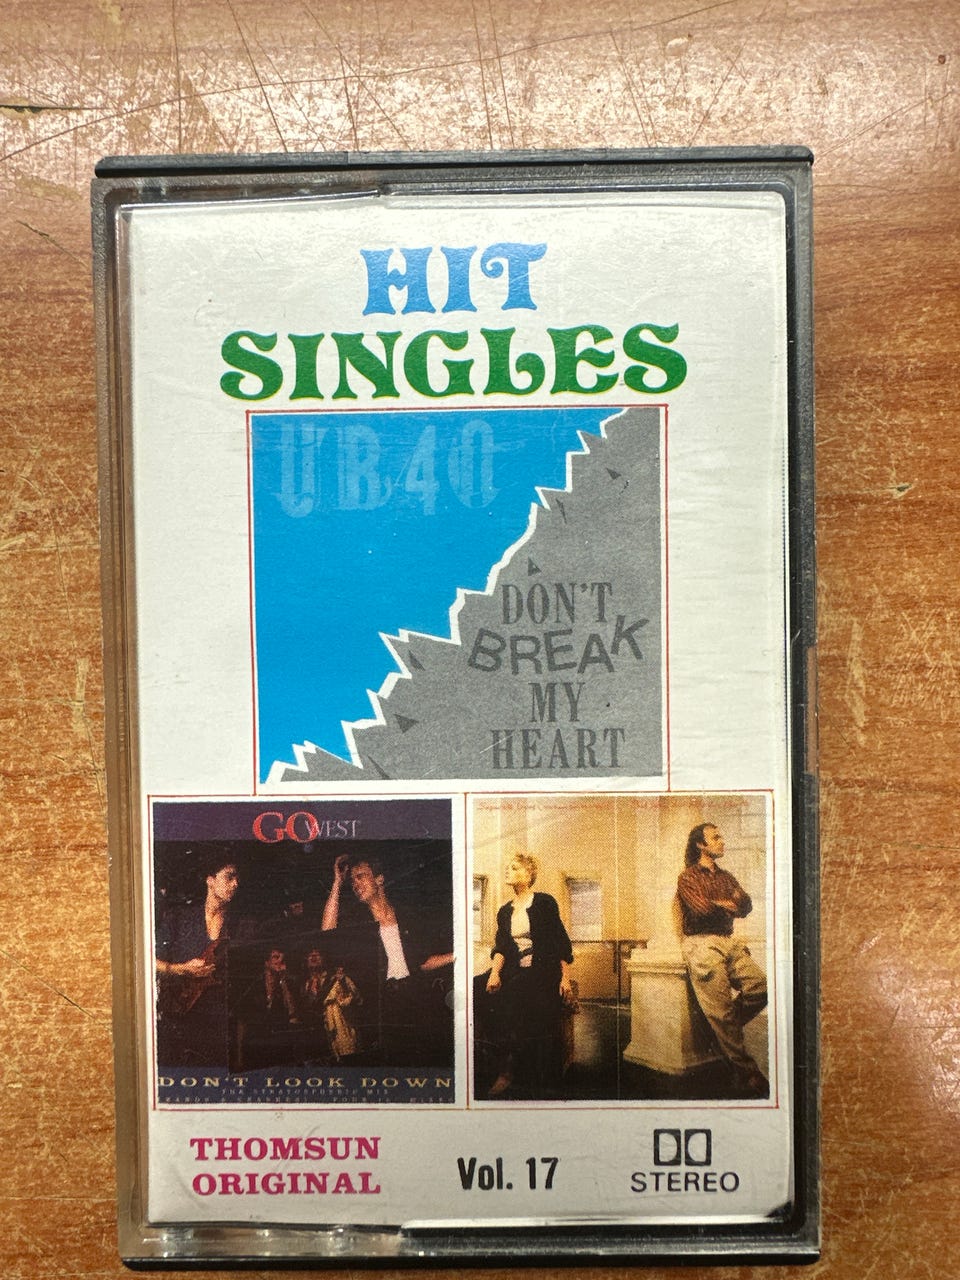 HIT
SINGLES
UB40
DON'T
BREAK
MY
HEART
GO WEST
DON'T LOOK DOWN
THOMSUN
ORIGINAL
Vol. 17
STEREO